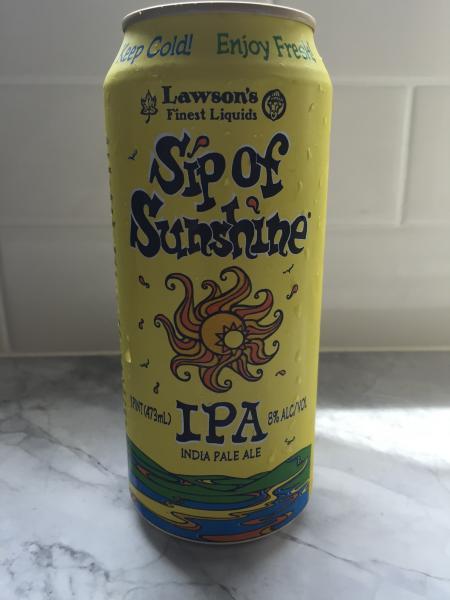 Keep Cold! Enjoy Fresh!
Lawson's
Finest Liquids
Sip of
Sunshine
1 PINT (473mL) IPA 8% ALC/VOL
INDIA PALE ALE